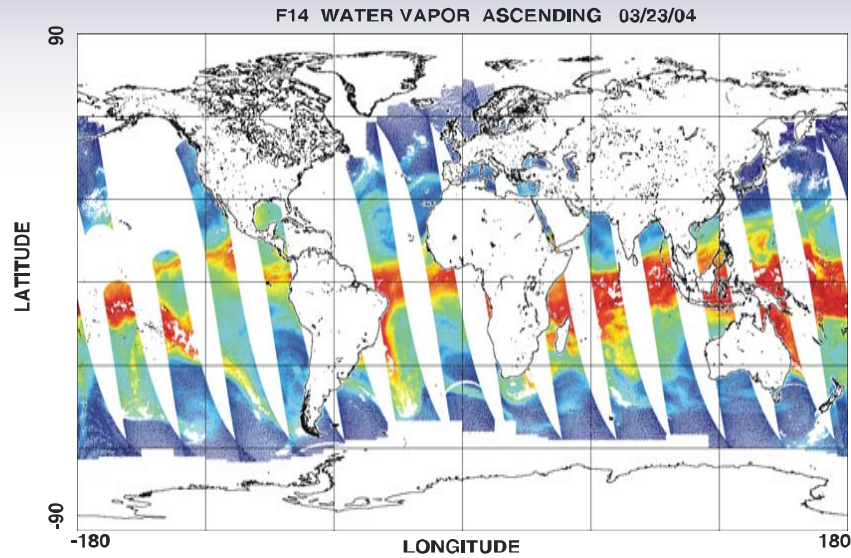 F14 WATER VAPOR ASCENDING 03/23/04
90
LATITUDE
-90
-180
LONGITUDE
180